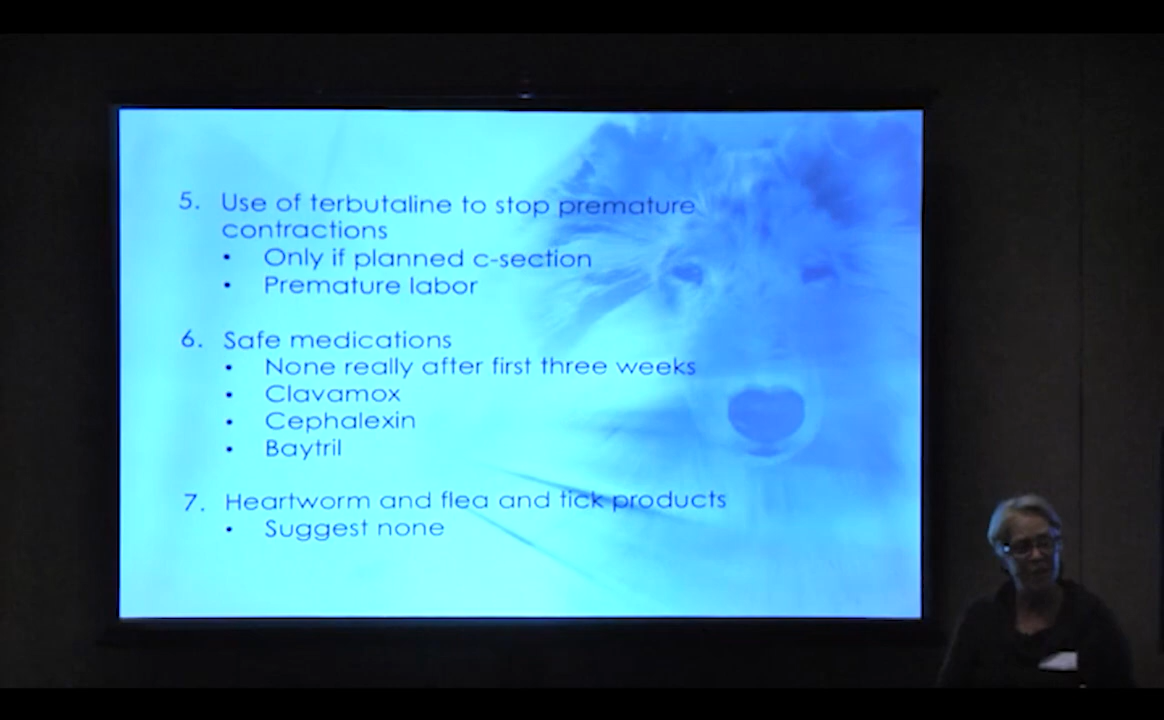 5. Use of terbutaline to stop premature
contractions
• Only if planned c-section
• Premature labor
6. Safe medications
• None really after first three weeks
• Clavamox
• Cephalexin
• Baytril
7. Heartworm and flea and tick products
• Suggest none